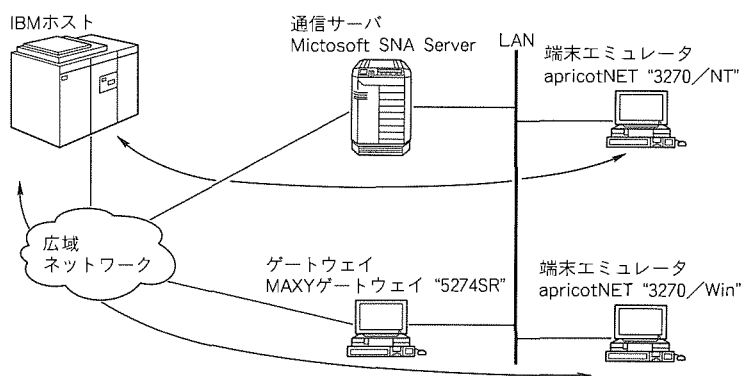 IBMホスト
通信サーバ
Mictosoft SNA Server
LAN
端末エミュレータ
apricotNET “3270／NT”
広域
ネットワーク
ゲートウェイ
MAXYゲートウェイ “5274SR”
端末エミュレータ
apricotNET “3270／Win”